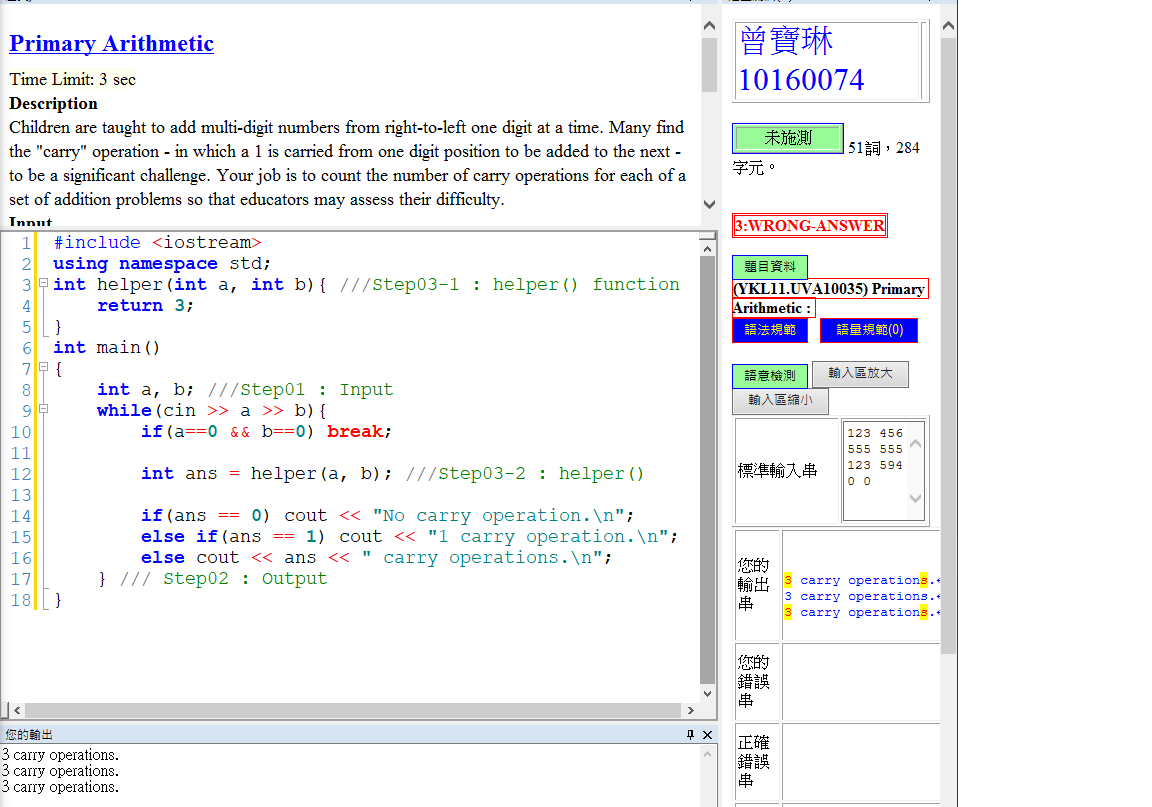 Primary Arithmetic
Time Limit: 3 sec
Description
Children are taught to add multi-digit numbers from right-to-left one digit at a time. Many find
the "carry" operation - in which a 1 is carried from one digit position to be added to the next -
to be a significant challenge. Your job is to count the number of carry operations for each of a
set of addition problems so that educators may assess their difficulty.
Input
1 #include <iostream>
2 using namespace std;
3 int helper(int a, int b){ ///Step03-1 : helper() function
4     return 3;
5 }
6 int main()
7 {
8     int a, b; ///Step01 : Input
9     while(cin >> a >> b){
10         if(a==0 && b==0) break;
11
12         int ans = helper(a, b); ///Step03-2 : helper()
13
14         if(ans == 0) cout << "No carry operation.\n";
15         else if(ans == 1) cout << "1 carry operation.\n";
16         else cout << ans << " carry operations.\n";
17     } /// Step02 : Output
18 }
您的輸出
3 carry operations.
3 carry operations.
3 carry operations.
曾寶琳
10160074
未施測 51詞，284
字元。
3:WRONG-ANSWER
題目資料
(YKL11.UVA10035) Primary
Arithmetic :
語法規範 語量規範(0)
語意檢測 輸入區放大
輸入區縮小
標準輸入串
123 456
555 555
123 594
0 0
您的
輸出
串
3 carry operations.
3 carry operations.
3 carry operations.
您的
錯誤
串
正確
錯誤
串